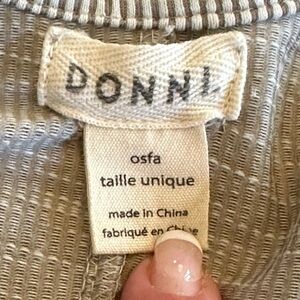 DONNI.
osfa
taille unique
made in China
fabriqué en Chine